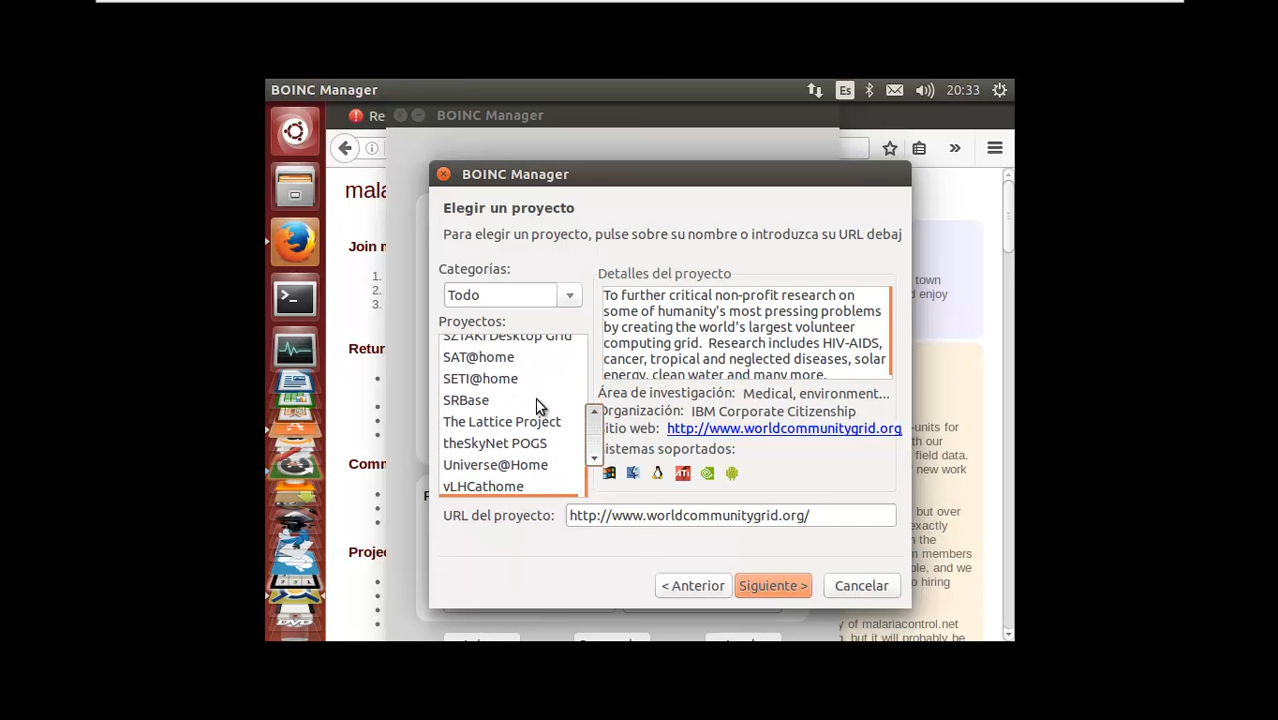 BOINC Manager
Es
20:33
Re
BOINC Manager
mala
Join m
1.
2.
3.
Retur
Comm
Projec
BOINC Manager
Elegir un proyecto
Para elegir un proyecto, pulse sobre su nombre o introduzca su URL debaj
Categorías:
Todo
Proyectos:
SZTAKI Desktop Grid
SAT@home
SETI@home
SRBase
The Lattice Project
theSkyNet POGS
Universe@Home
vLHCathome
Detalles del proyecto
To further critical non-profit research on
some of humanity's most pressing problems
by creating the world's largest volunteer
computing grid. Research includes HIV-AIDS,
cancer, tropical and neglected diseases, solar
energy, clean water and many more.
Área de investigación: Medical, environment...
Organización: IBM Corporate Citizenship
itio web: http://www.worldcommunitygrid.org
istemas soportados:
ATI
URL del proyecto: http://www.worldcommunitygrid.org/
< Anterior
Siguiente >
Cancelar
town
d enjoy
-units for
th our
field data.
f new work
p but over
exactly
n the
m members
ple, and we
o hiring
y of malariacontrol.net
g, but it will probably be
DVD